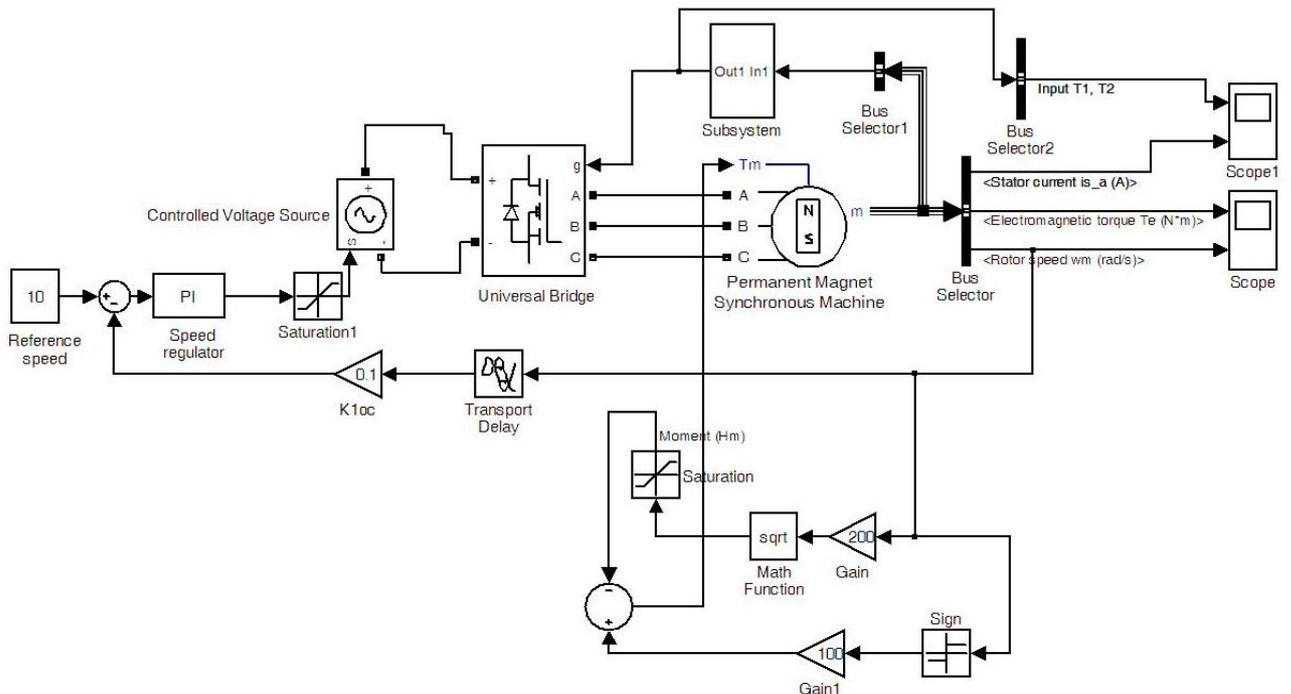 Out1 In1
Subsystem
Bus
Selector1
Input T1, T2
Bus
Selector2
Scope1
<Stator current is_a (A)>
<Electromagnetic torque Te (N*m)>
<Rotor speed wm (rad/s)>
Bus
Selector
Scope
Controlled Voltage Source
+
s
-
+
-
g
A
B
C
Universal Bridge
Tm
A
B
C
N
S
m
Permanent Magnet
Synchronous Machine
10
Reference
speed
+
-
PI
Speed
regulator
Saturation1
0.1
K1oc
Transport
Delay
Moment (Hm)
Saturation
sqrt
Math
Function
200
Gain
-
+
Sign
100
Gain1